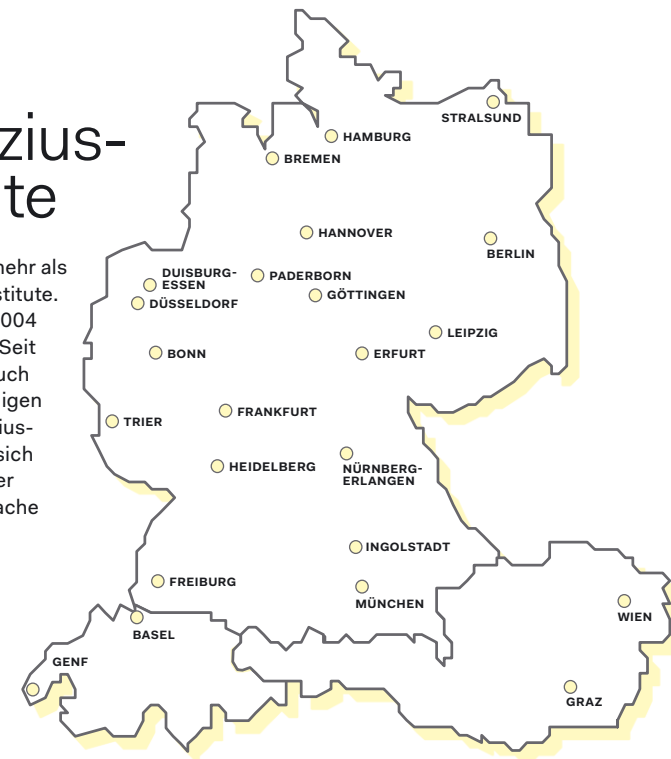 zius-
te
mehr als
stitute.
004
Seit
uch
igen
ius-
sich
er
ache
HAMBURG
STRALSUND
BREMEN
HANNOVER
BERLIN
DUISBURG-
ESSEN
PADERBORN
DÜSSELDORF
GÖTTINGEN
LEIPZIG
BONN
ERFURT
TRIER
FRANKFURT
HEIDELBERG
NÜRNBERG-
ERLANGEN
INGOLSTADT
FREIBURG
MÜNCHEN
WIEN
BASEL
GENF
GRAZ